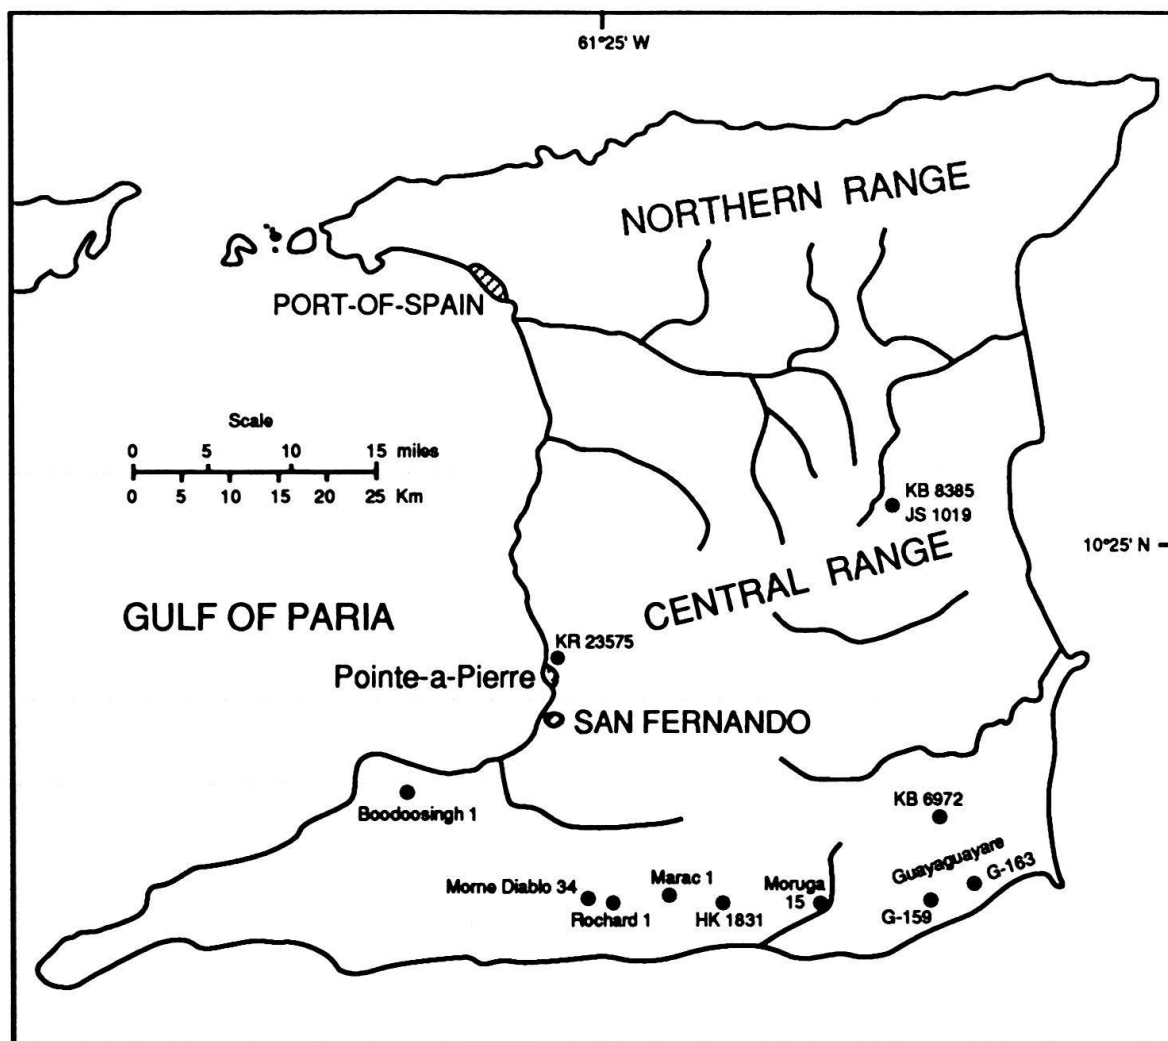 61°25' W
NORTHERN RANGE
PORT-OF-SPAIN
Scale
0 5 10 15 miles
0 5 10 15 20 25 Km
KB 8385
JS 1019
10°25' N
CENTRAL RANGE
GULF OF PARIA
KR 23575
Pointe-a-Pierre
SAN FERNANDO
Boodoosingh 1
KB 6972
Guayaguayare
G-163
G-159
Morne Diablo 34
Rochard 1
Marac 1
HK 1831
Moruga
15